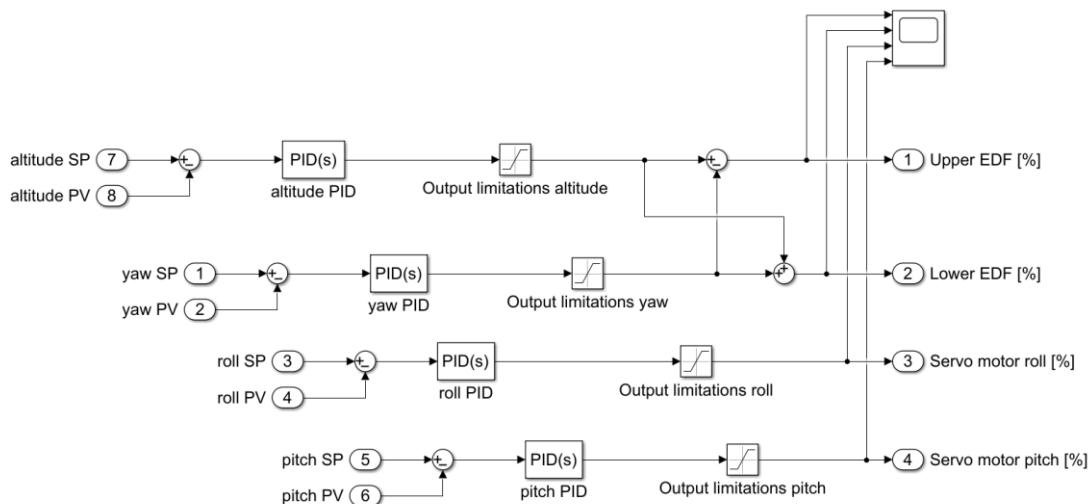 altitude SP 7
+
−
PID(s)
altitude PID
Output limitations altitude
+
−
1 Upper EDF [%]
altitude PV 8
yaw SP 1
+
−
PID(s)
yaw PID
Output limitations yaw
+
+
2 Lower EDF [%]
yaw PV 2
roll SP 3
+
−
PID(s)
roll PID
Output limitations roll
3 Servo motor roll [%]
roll PV 4
pitch SP 5
+
−
PID(s)
pitch PID
Output limitations pitch
4 Servo motor pitch [%]
pitch PV 6